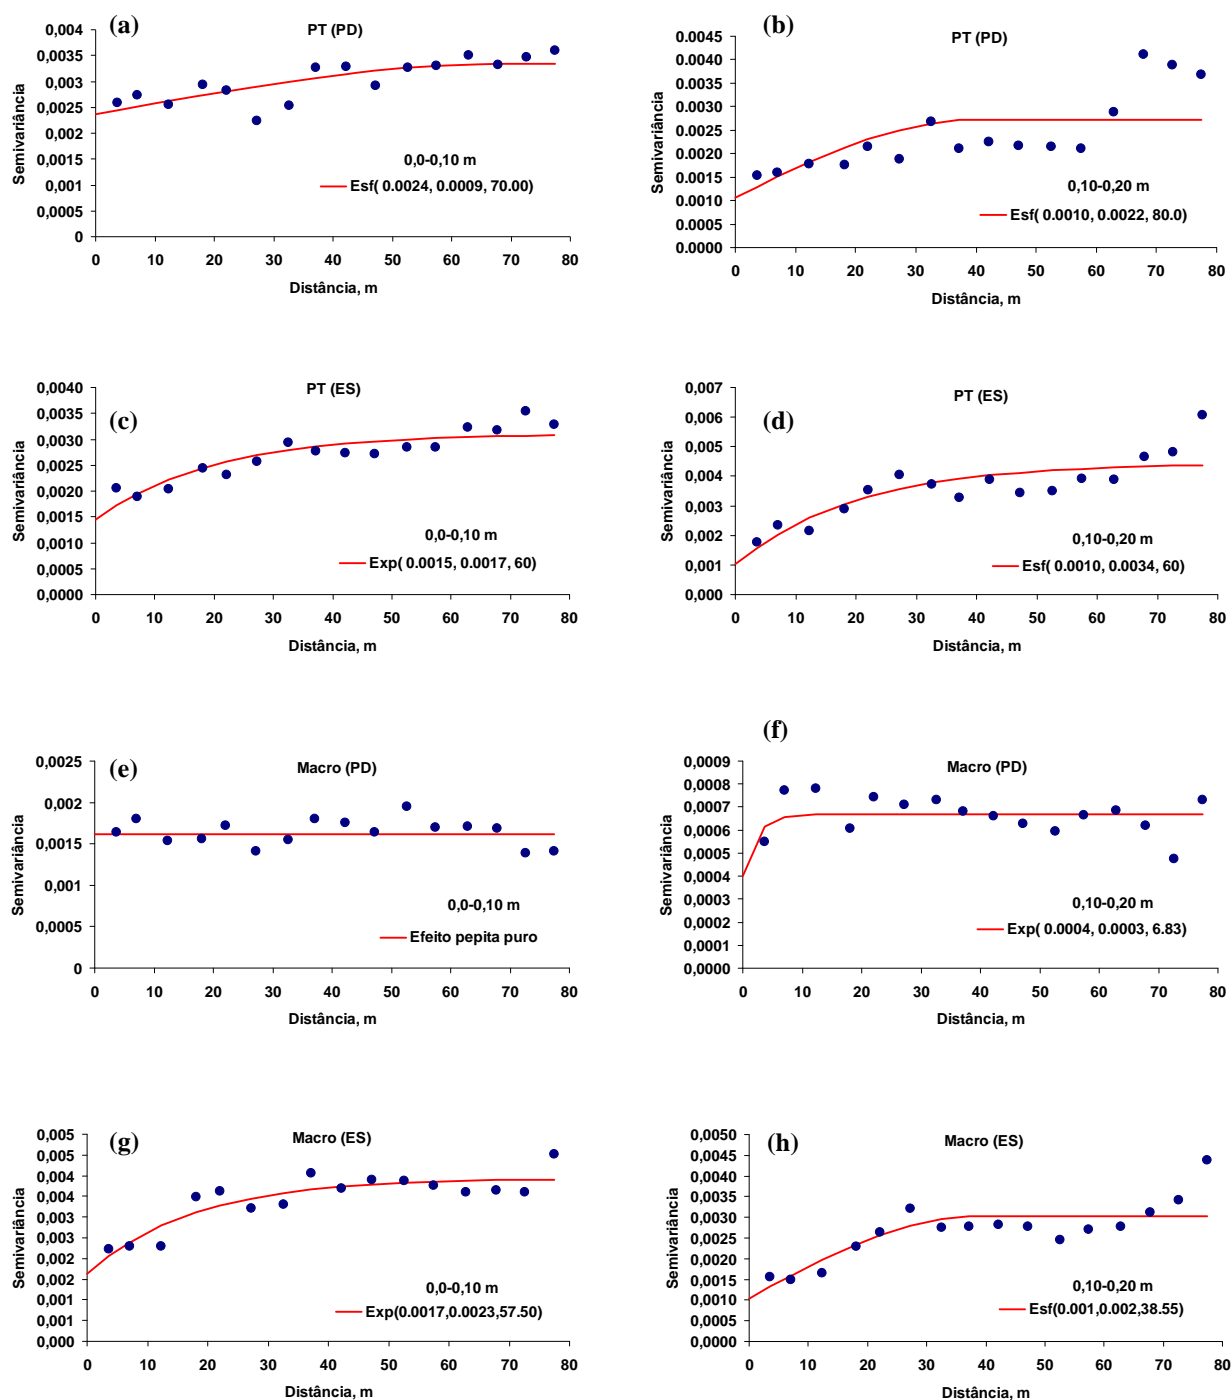 (a)
PT (PD)
Semivariância
0,004
0,0035
0,003
0,0025
0,002
0,0015
0,001
0,0005
0
0,0-0,10 m
Esf( 0.0024, 0.0009, 70.00)
0 10 20 30 40 50 60 70 80
Distância, m
(b)
PT (PD)
Semivariância
0.0045
0.0040
0.0035
0.0030
0.0025
0.0020
0.0015
0.0010
0.0005
0.0000
0,10-0,20 m
Esf( 0.0010, 0.0022, 80.0)
0 10 20 30 40 50 60 70 80
Distância, m
(c)
PT (ES)
Semivariância
0,0040
0,0035
0,0030
0,0025
0,0020
0,0015
0,0010
0,0005
0,0000
0,0-0,10 m
Exp( 0.0015, 0.0017, 60)
0 10 20 30 40 50 60 70 80
Distância, m
(d)
PT (ES)
Semivariância
0,007
0,006
0,005
0,004
0,003
0,002
0,001
0,000
0,10-0,20 m
Esf( 0.0010, 0.0034, 60)
0 10 20 30 40 50 60 70 80
Distância, m
(e)
Macro (PD)
Semivariância
0,0025
0,002
0,0015
0,001
0,0005
0
0,0-0,10 m
Efeito pepita puro
0 10 20 30 40 50 60 70 80
Distância, m
(f)
Macro (PD)
Semivariância
0,0009
0,0008
0,0007
0,0006
0,0005
0,0004
0,0003
0,0002
0,0001
0,0000
0,10-0,20 m
Exp( 0.0004, 0.0003, 6.83)
0 10 20 30 40 50 60 70 80
Distância, m
(g)
Macro (ES)
Semivariância
0,005
0,004
0,004
0,003
0,003
0,002
0,002
0,001
0,001
0,000
0,0-0,10 m
Exp(0.0017,0.0023,57.50)
0 10 20 30 40 50 60 70 80
Distância, m
(h)
Macro (ES)
Semivariância
0,0050
0,0045
0,0040
0,0035
0,0030
0,0025
0,0020
0,0015
0,0010
0,0005
0,0000
0,10-0,20 m
Esf(0.001,0.002,38.55)
0 10 20 30 40 50 60 70 80
Distância, m